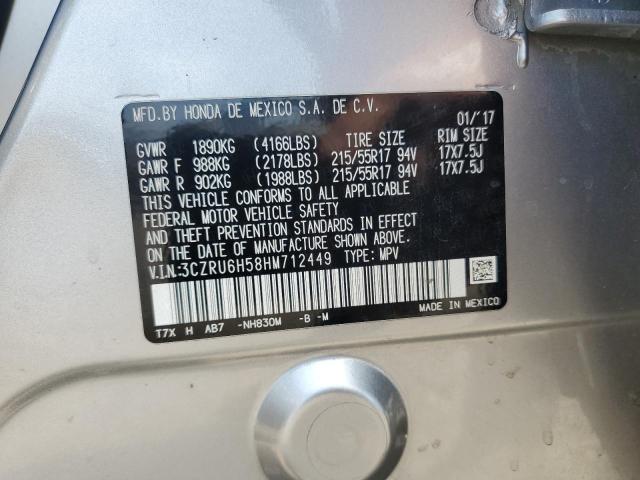 MFD.BY HONDA DE MEXICO S.A. DE C.V. 01/'17
GVWR 1890KG (4166LBS) TIRE SIZE RIM SIZE
GAWR F 988KG (2178LBS) 215/55R17 94V 17X7.5J
GAWR R 902KG (1988LBS) 215/55R17 94V 17X7.5J
THIS VEHICLE CONFORMS TO ALL APPLICABLE
FEDERAL MOTOR VEHICLE SAFETY
AND THEFT PREVENTION STANDARDS IN EFFECT
ON THE DATE OF MANUFACTURE SHOWN ABOVE.
V.I.N:3CZRU6H58HM712449 TYPE: MPV
T7X H AB7 -NH830M -B -M MADE IN MEXICO